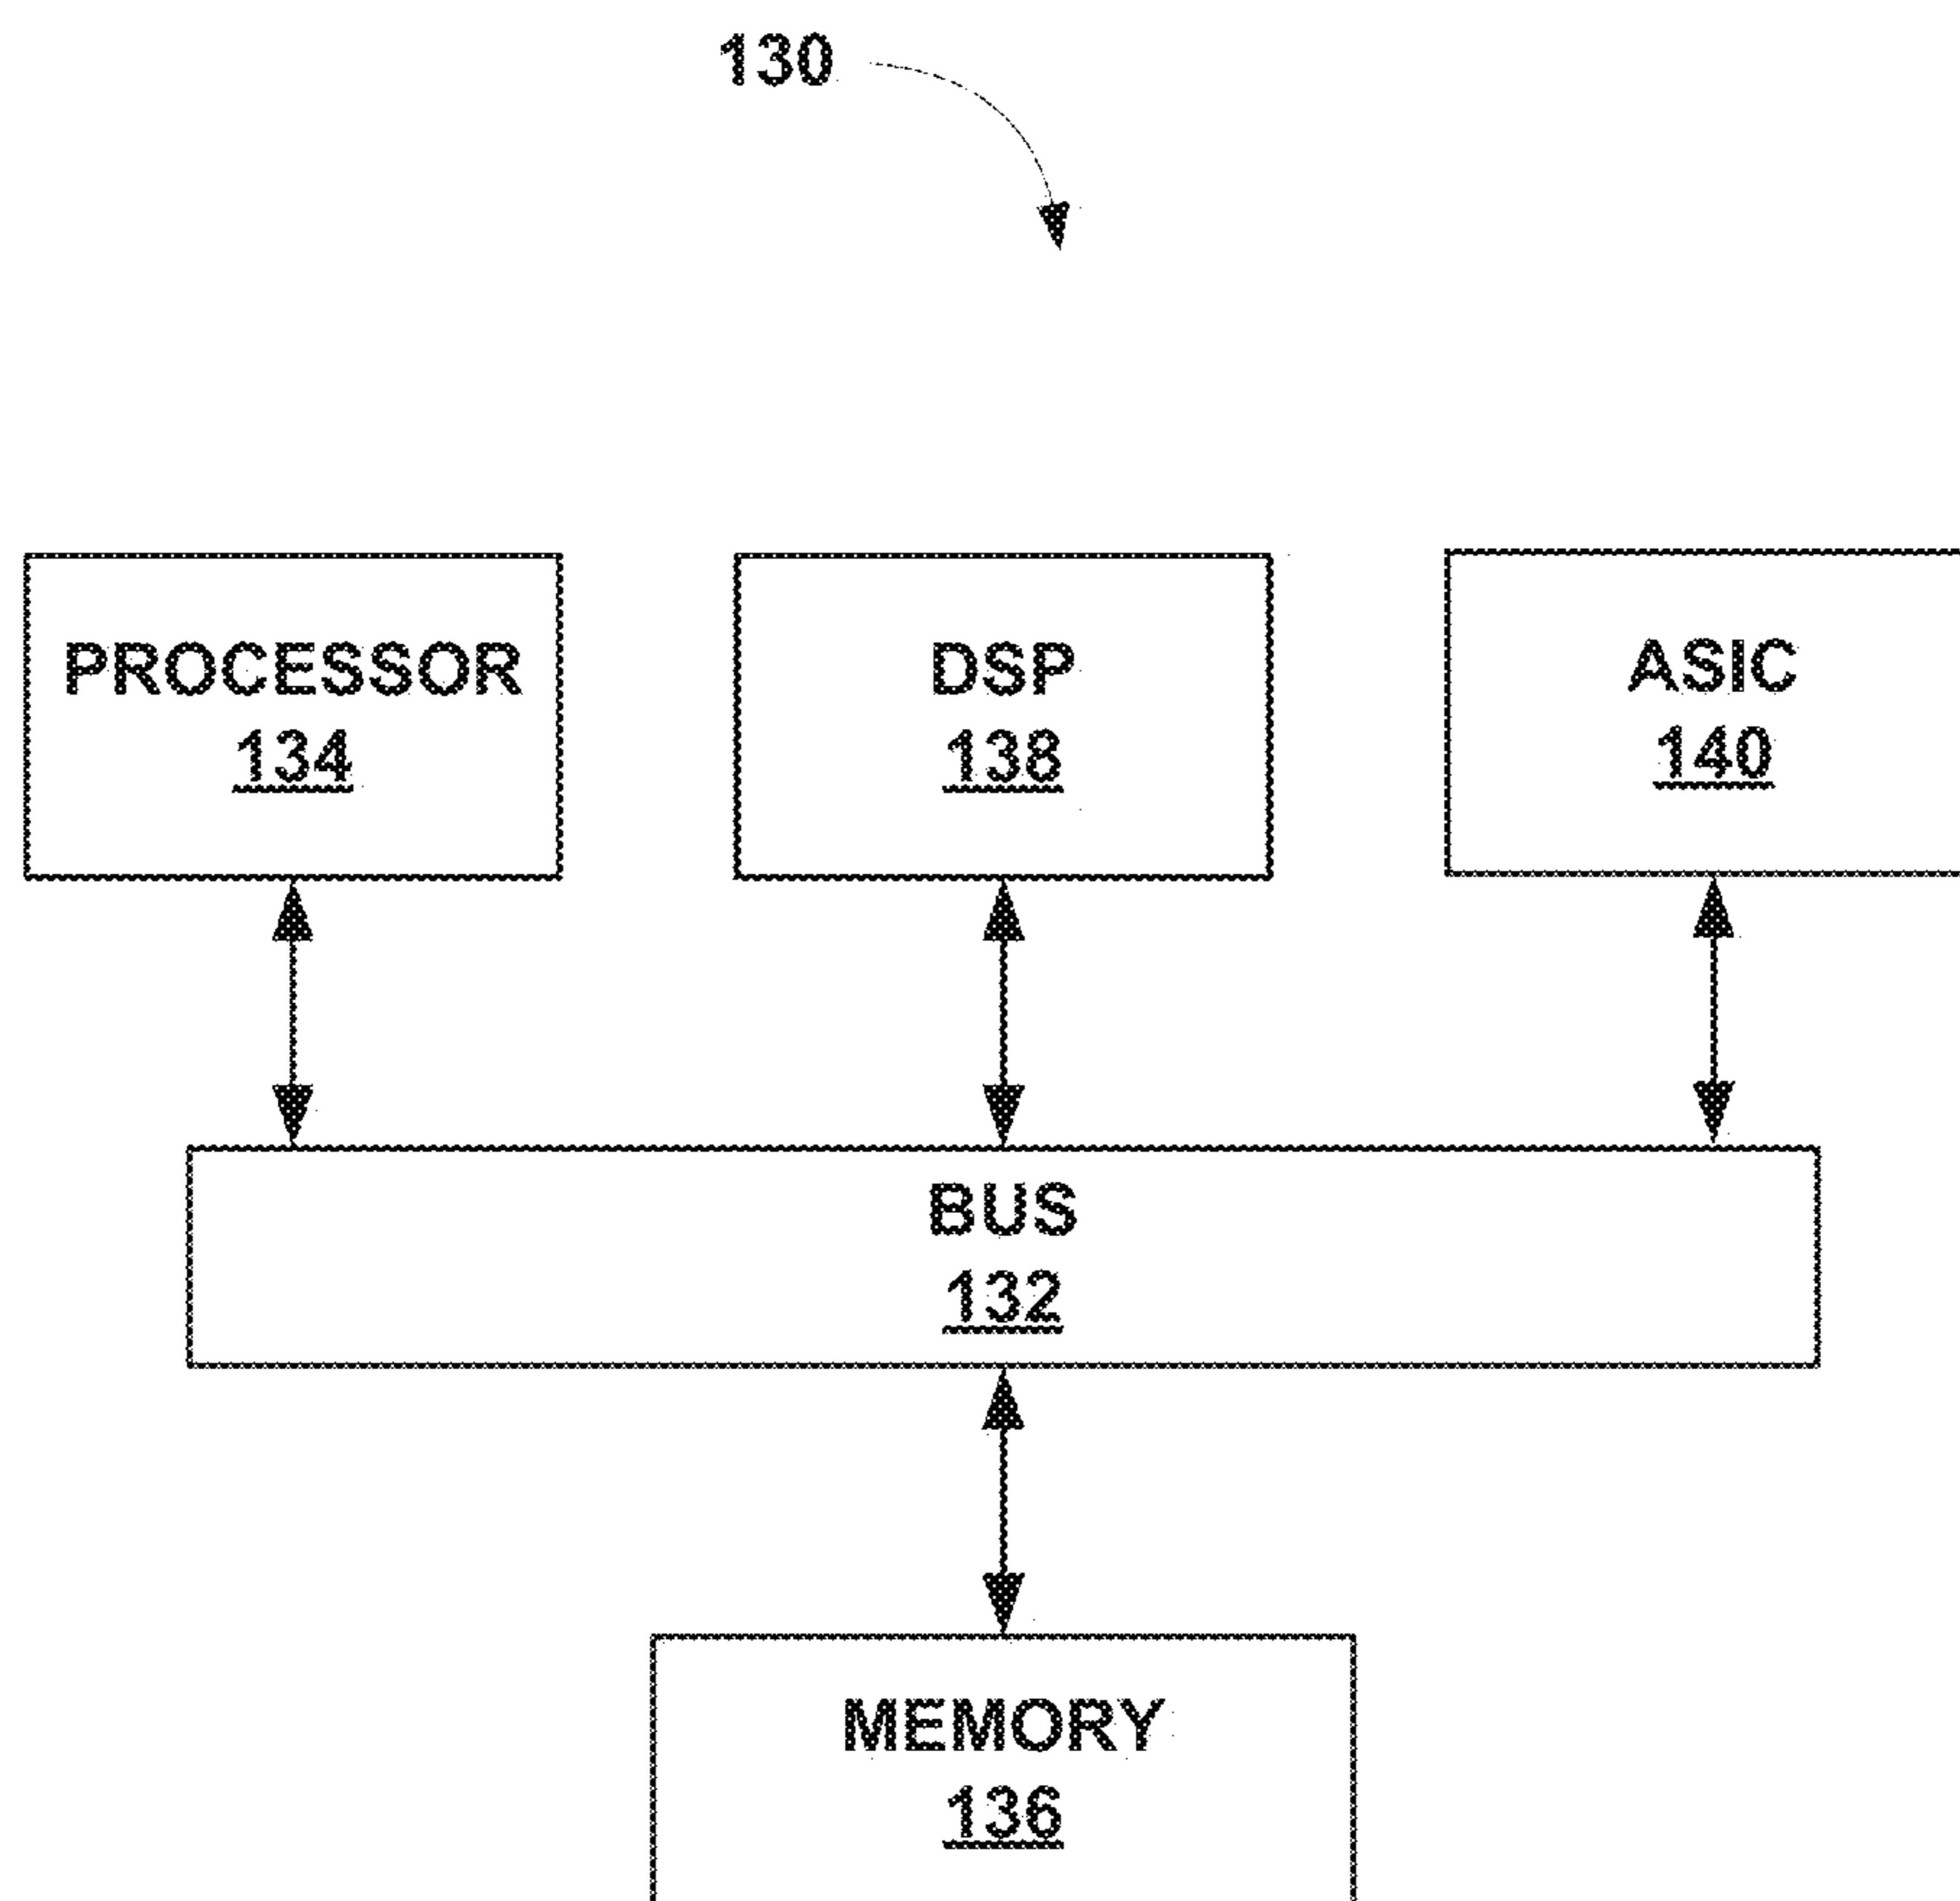 130
PROCESSOR
134
DSP
138
ASIC
140
BUS
132
MEMORY
136